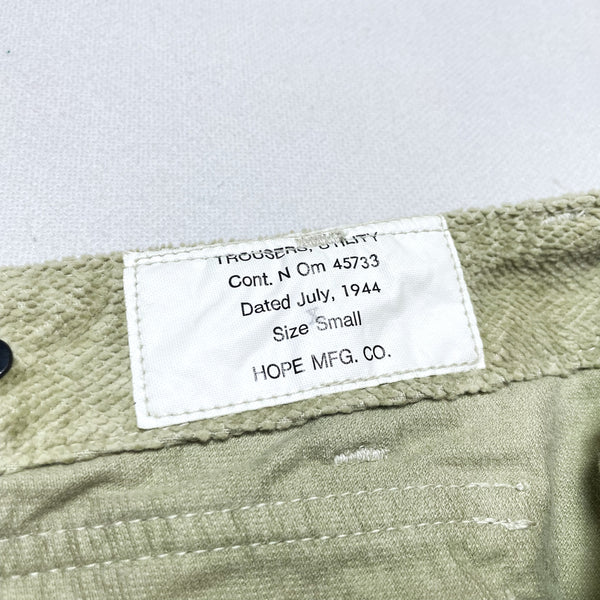 TROUSERS, UTILITY
Cont. N Om 45733
Dated July, 1944
Size Small
HOPE MFG. CO.